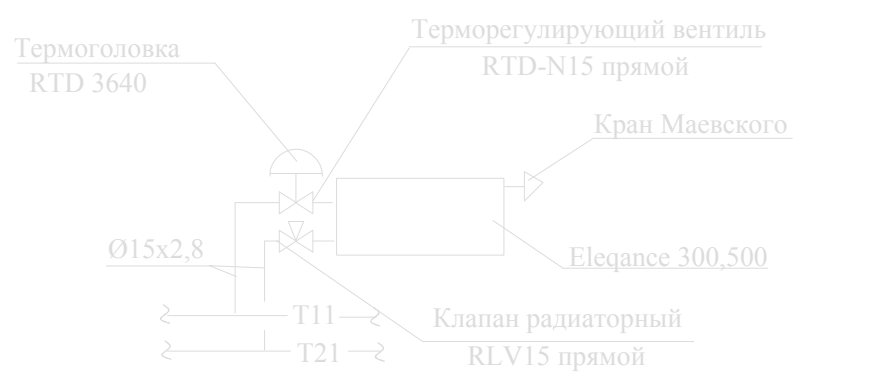 Терморегулирующий вентиль
RTD-N15 прямой
Термоголовка
RTD 3640
Кран Маевского
Ø15x2,8
Eleqance 300,500
T11
Клапан радиаторный
T21
RLV15 прямой